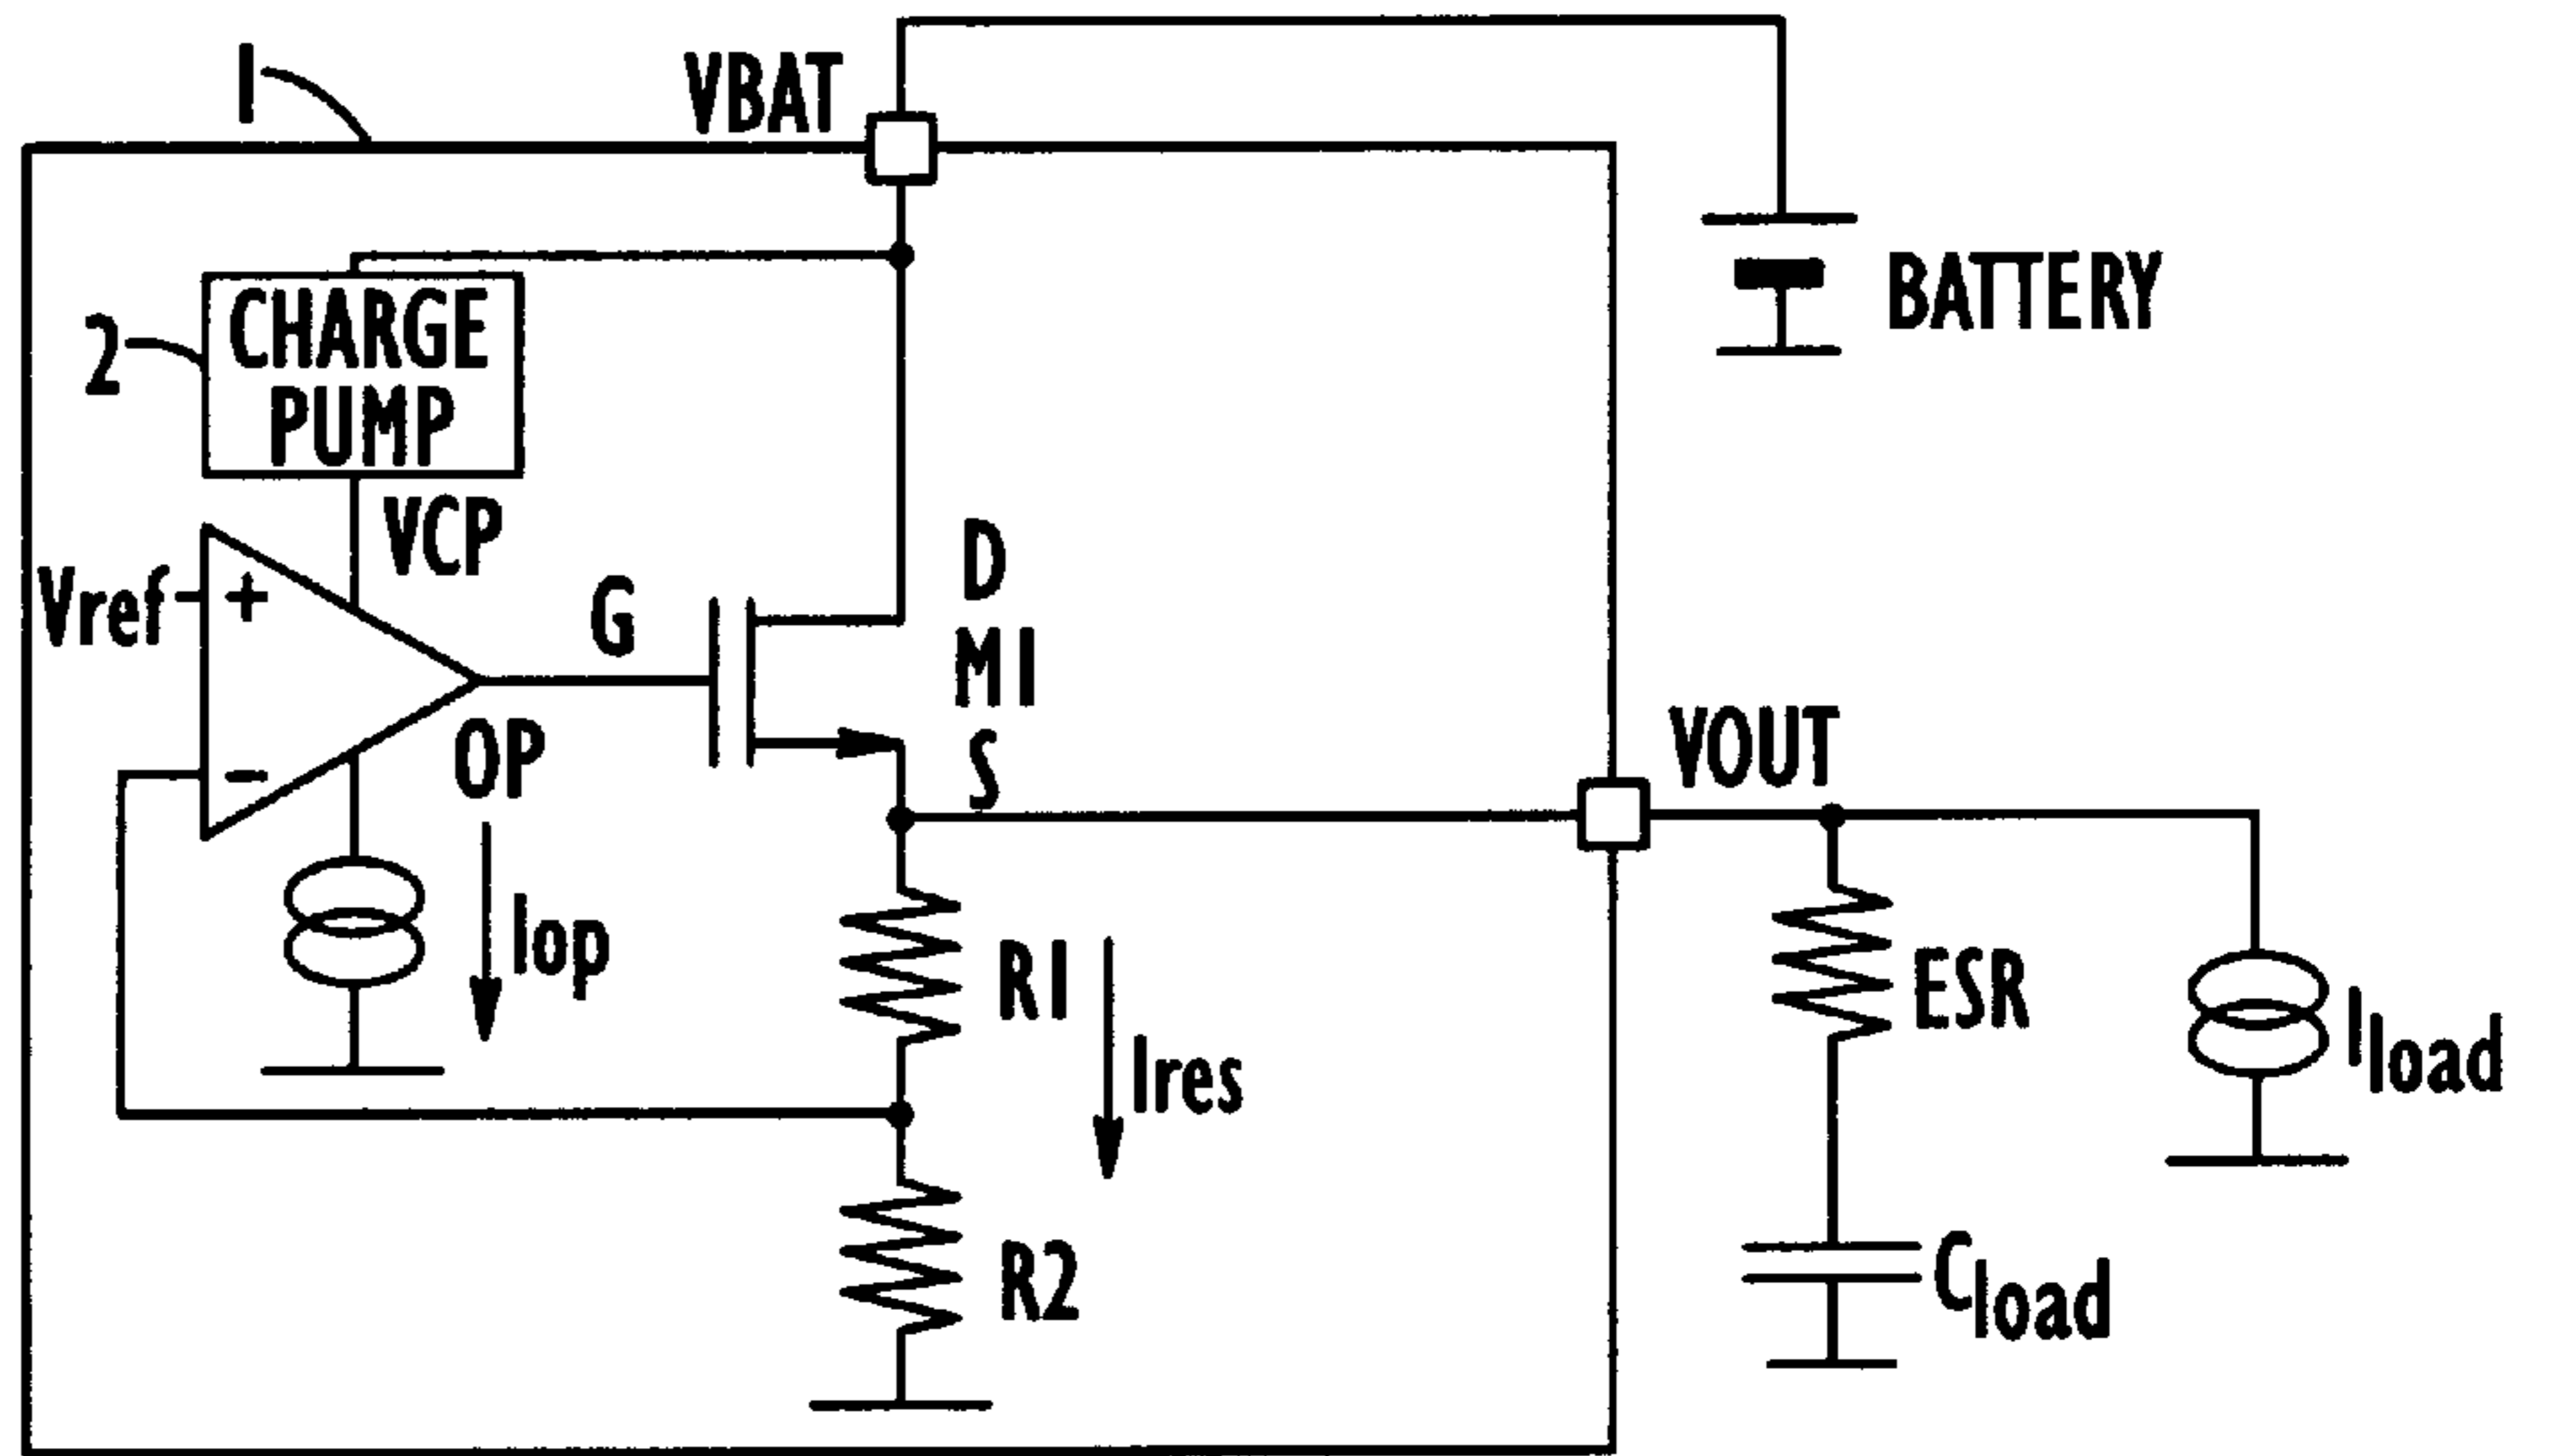 1
VBAT
BATTERY
2
CHARGE
PUMP
VCP
Vref
+
-
OP
G
D
M1
S
VOUT
Iop
R1
Ires
R2
ESR
Iload
Cload